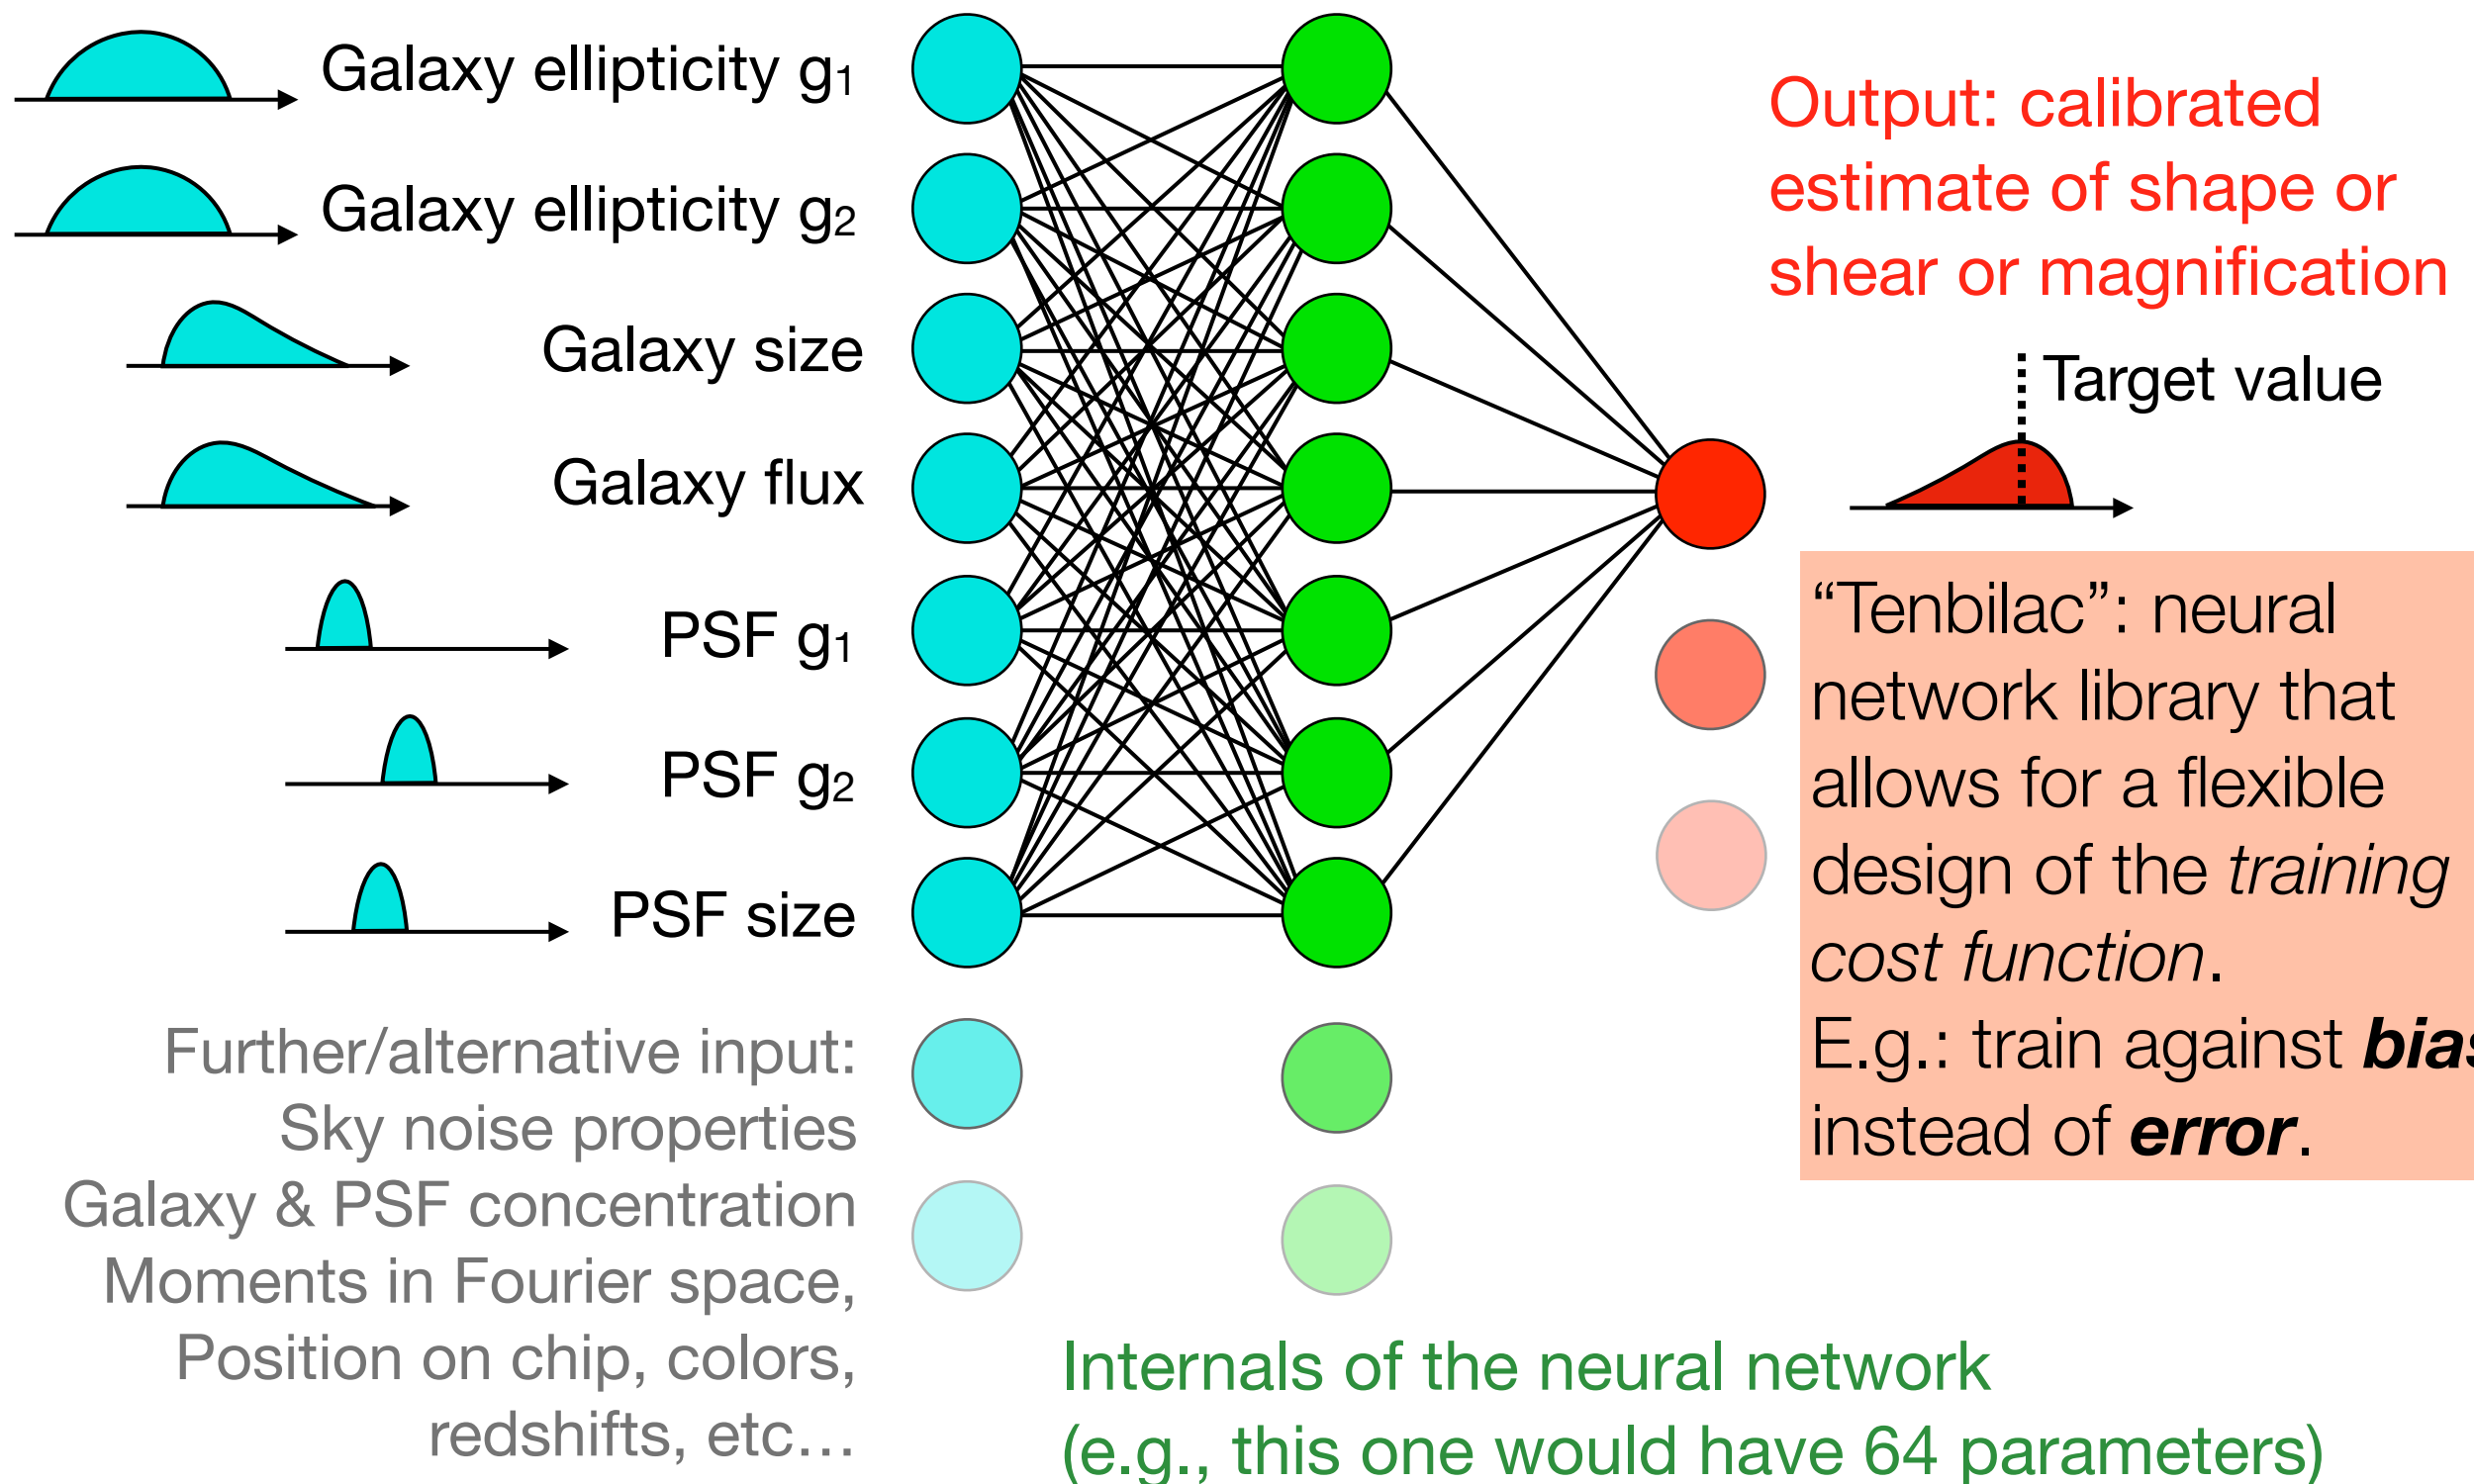 Galaxy ellipticity g1
Galaxy ellipticity g2
Galaxy size
Galaxy flux
PSF g1
PSF g2
PSF size
Further/alternative input:
Sky noise properties
Galaxy & PSF concentration
Moments in Fourier space,
Position on chip, colors,
redshifts, etc…
Output: calibrated
estimate of shape or
shear or magnification
Target value
“Tenbilac”: neural
network library that
allows for a flexible
design of the training
cost function.
E.g.: train against bias
instead of error.
Internals of the neural network
(e.g., this one would have 64 parameters)